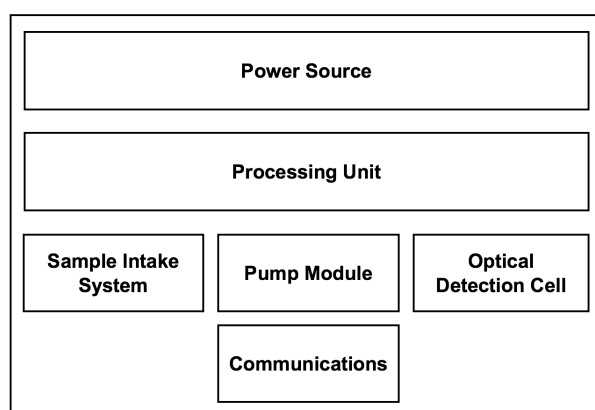 Power Source
Processing Unit
Sample Intake
System
Pump Module
Optical
Detection Cell
Communications